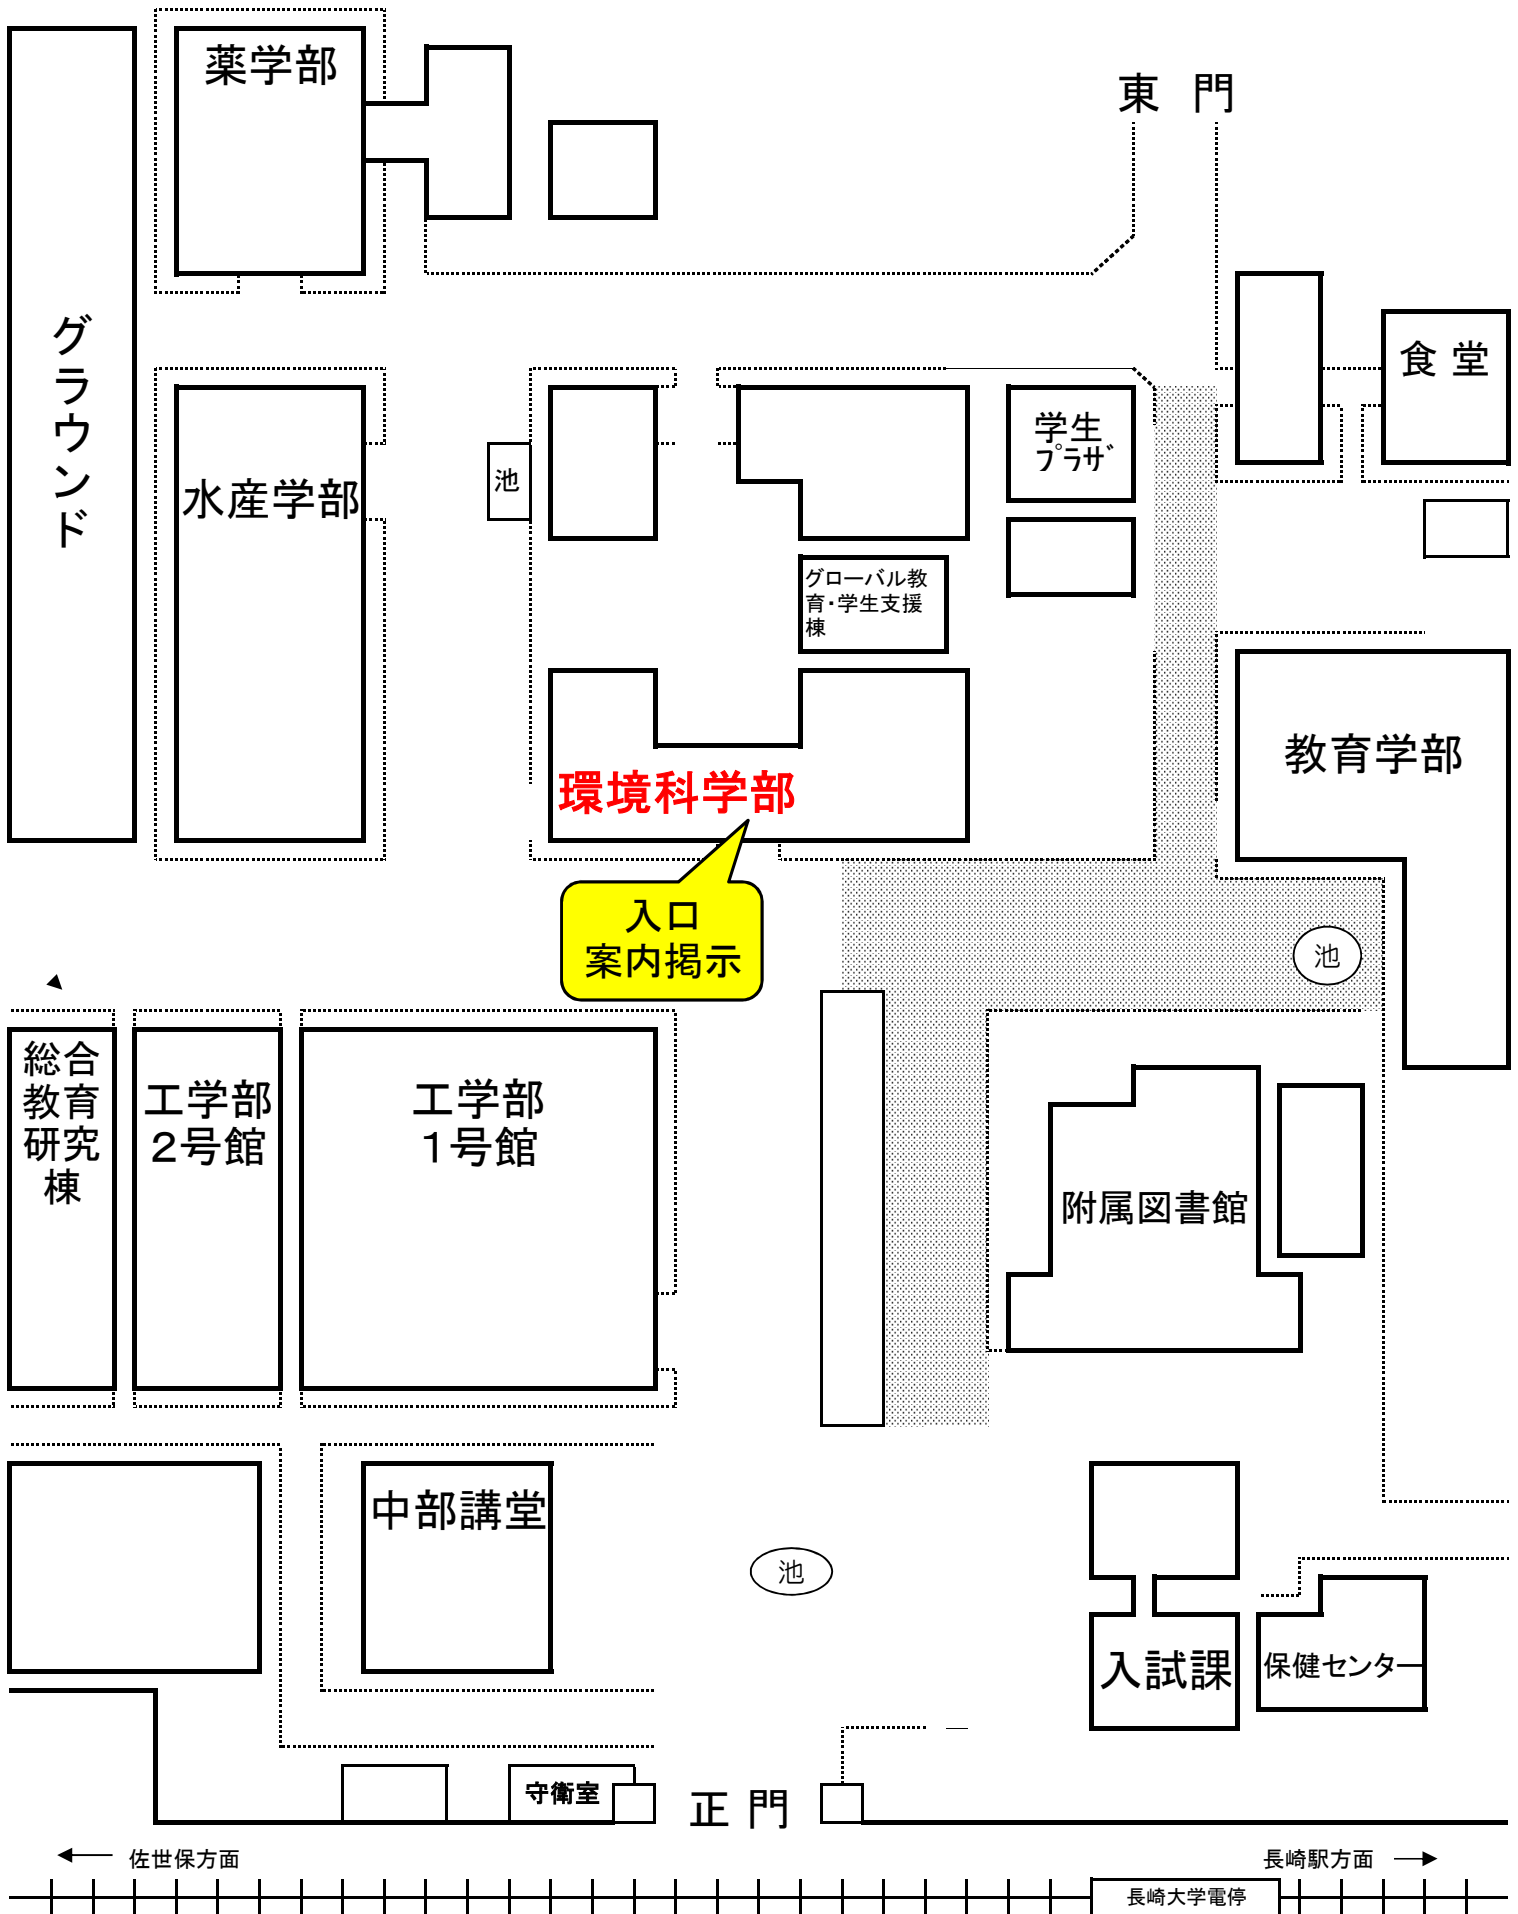 薬学部
東 門
グラウンド
食 堂
学生
ﾌﾟﾗｻﾞ
水産学部
池
グローバル教
育・学生支援
棟
教育学部
環境科学部
入口
案内掲示
池
総合
教育
研究
棟
工学部
２号館
工学部
１号館
附属図書館
中部講堂
池
入試課
保健センター
守衛室
正 門
佐世保方面
長崎駅方面
長崎大学電停